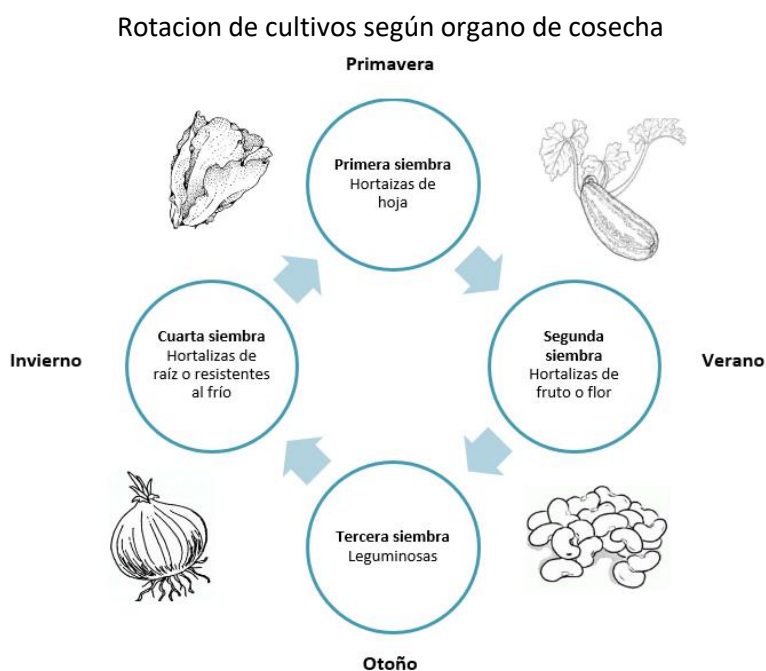 Rotacion de cultivos según organo de cosecha
Primavera
Primera siembra
Hortaizas de
hoja
Cuarta siembra
Hortalizas de
raíz o resistentes
al frío
Invierno
Segunda
siembra
Hortalizas de
fruto o flor
Verano
Tercera siembra
Leguminosas
Otoño